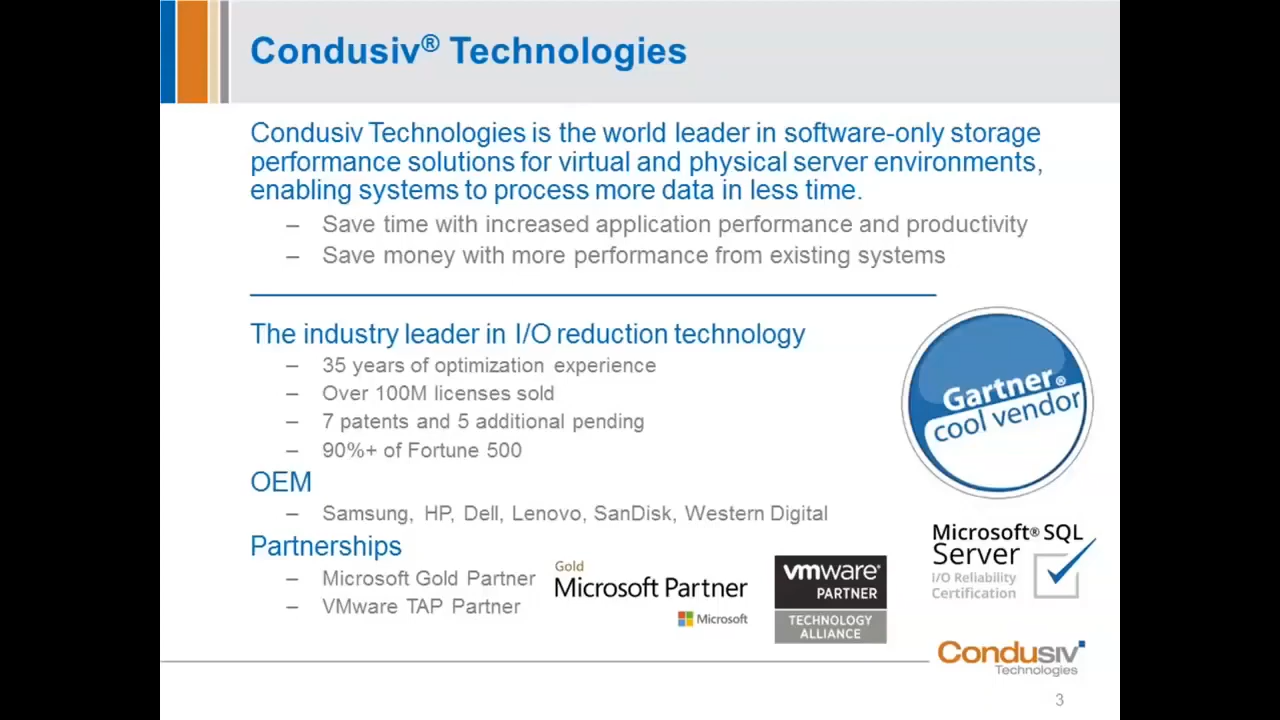 Condusiv® Technologies
Condusiv Technologies is the world leader in software-only storage
performance solutions for virtual and physical server environments,
enabling systems to process more data in less time.
– Save time with increased application performance and productivity
– Save money with more performance from existing systems
The industry leader in I/O reduction technology
– 35 years of optimization experience
– Over 100M licenses sold
– 7 patents and 5 additional pending
– 90%+ of Fortune 500
Gartner®
cool vendor
OEM
– Samsung, HP, Dell, Lenovo, SanDisk, Western Digital
Partnerships
– Microsoft Gold Partner
– VMware TAP Partner
Gold
Microsoft Partner
Microsoft
vmware®
PARTNER
TECHNOLOGY
ALLIANCE
Microsoft® SQL
Server
I/O Reliability
Certification
Condusiv
Technologies
3